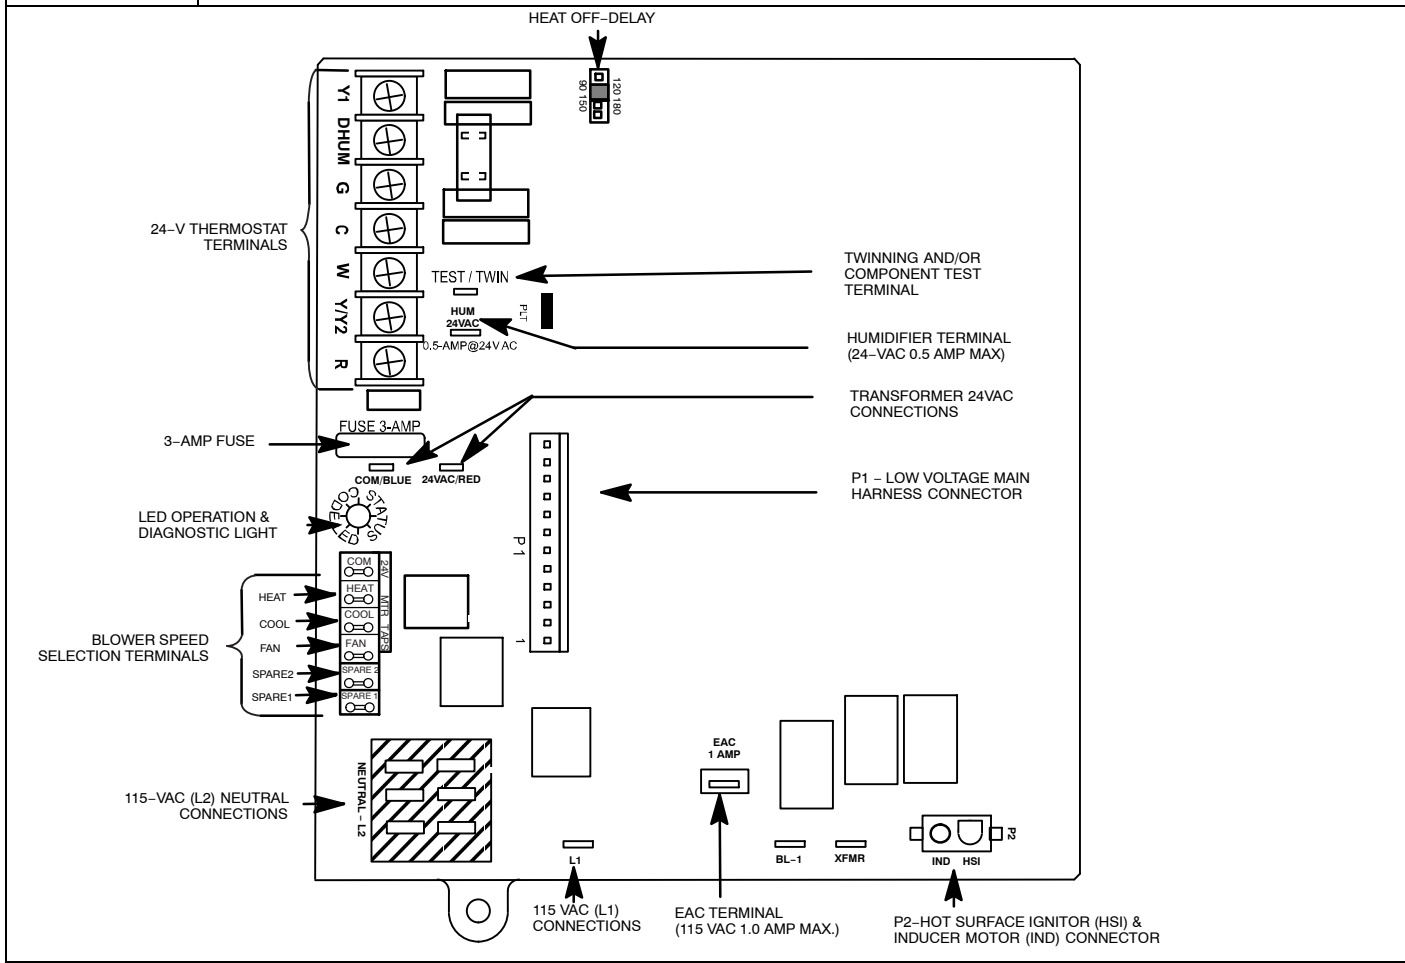 HEAT OFF–DELAY
120 180
90 150
Y1
DHUM
G
C
W
Y/Y2
R
24–V THERMOSTAT
TERMINALS
TEST / TWIN
TWINNING AND/OR
COMPONENT TEST
TERMINAL
HUM
24VAC
0.5-AMP@24VAC
PLT
HUMIDIFIER TERMINAL
(24–VAC 0.5 AMP MAX)
TRANSFORMER 24VAC
CONNECTIONS
FUSE 3-AMP
3–AMP FUSE
COM/BLUE
24VAC/RED
P1 – LOW VOLTAGE MAIN
HARNESS CONNECTOR
STATUS
CODE LED
LED OPERATION &
DIAGNOSTIC LIGHT
P 1
1
COM
HEAT
COOL
FAN
SPARE 2
SPARE 1
24V
MTR TAPS
HEAT
COOL
FAN
SPARE2
SPARE1
BLOWER SPEED
SELECTION TERMINALS
NEUTRAL – L2
115–VAC (L2) NEUTRAL
CONNECTIONS
EAC
1 AMP
L1
BL–1
XFMR
IND
HSI
P2
115 VAC (L1)
CONNECTIONS
EAC TERMINAL
(115 VAC 1.0 AMP MAX.)
P2–HOT SURFACE IGNITOR (HSI) &
INDUCER MOTOR (IND) CONNECTOR